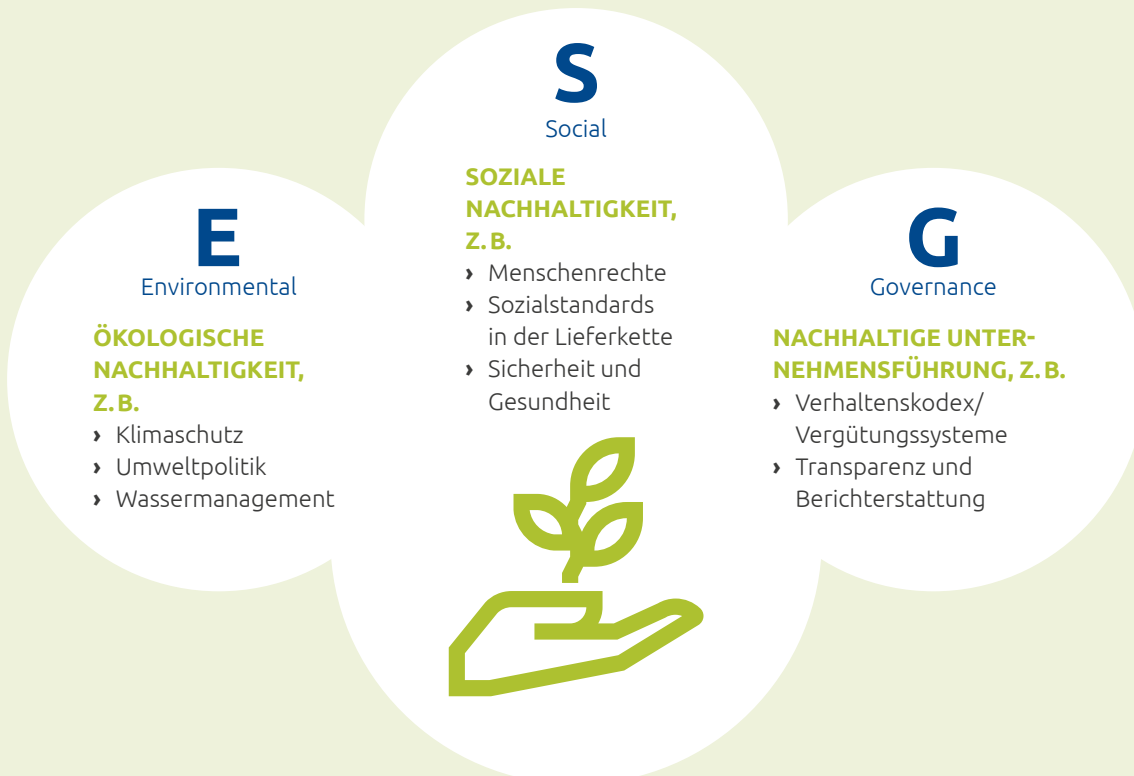 E
Environmental
ÖKOLOGISCHE
NACHHALTIGKEIT,
Z. B.
› Klimaschutz
› Umweltpolitik
› Wassermanagement
S
Social
SOZIALE
NACHHALTIGKEIT,
Z. B.
› Menschenrechte
› Sozialstandards
in der Lieferkette
› Sicherheit und
Gesundheit
G
Governance
NACHHALTIGE UNTER-
NEHMENSFÜHRUNG, Z. B.
› Verhaltenskodex/
Vergütungssysteme
› Transparenz und
Berichterstattung